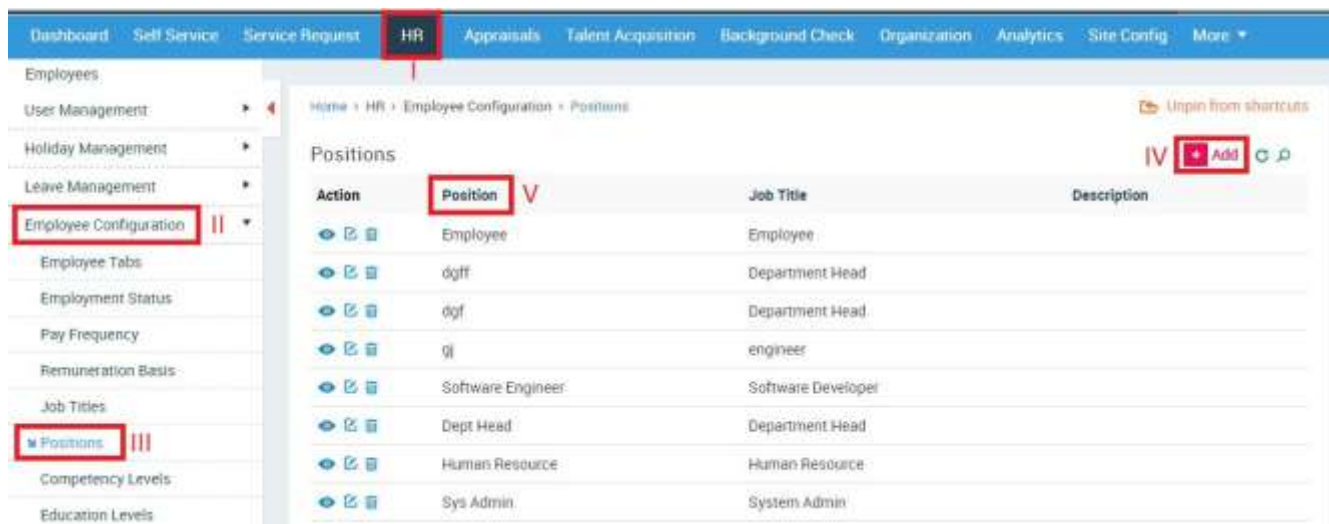 Dashboard Self Service Service Request HR Appraisals Talent Acquisition Background Check Organization Analytics Site Config More
I
Employees
User Management
Holiday Management
Leave Management
Employee Configuration II
Employee Tabs
Employment Status
Pay Frequency
Remuneration Basis
Job Titles
Positions III
Competency Levels
Education Levels
Home › HR › Employee Configuration › Positions
Unpin from shortcuts
Positions
IV + Add
Action Position V Job Title Description
Employee Employee
dgff Department Head
dgf Department Head
gj engineer
Software Engineer Software Developer
Dept Head Department Head
Human Resource Human Resource
Sys Admin System Admin